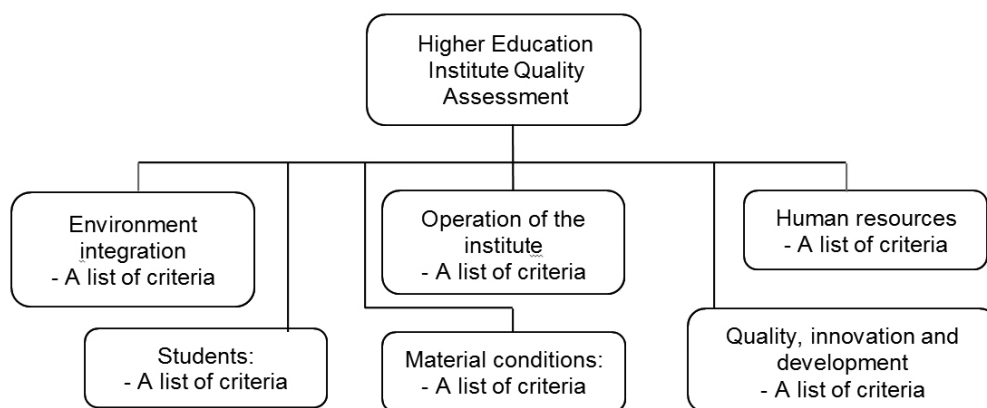 Higher Education
Institute Quality
Assessment
Environment
integration
- A list of criteria
Operation of the
institute
- A list of criteria
Human resources
- A list of criteria
Students:
- A list of criteria
Material conditions:
- A list of criteria
Quality, innovation and
development
- A list of criteria